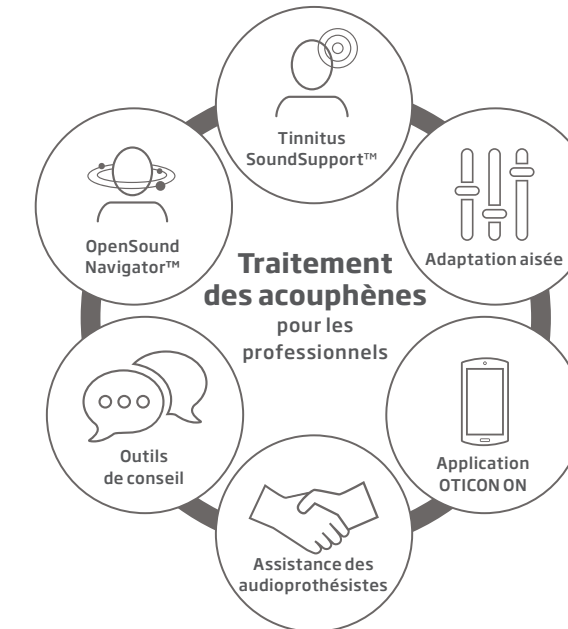 Tinnitus
SoundSupport™
OpenSound
Navigator™
Adaptation aisée
Traitement
des acouphènes
pour les
professionnels
Outils
de conseil
Application
OTICON ON
Assistance des
audioprothésistes